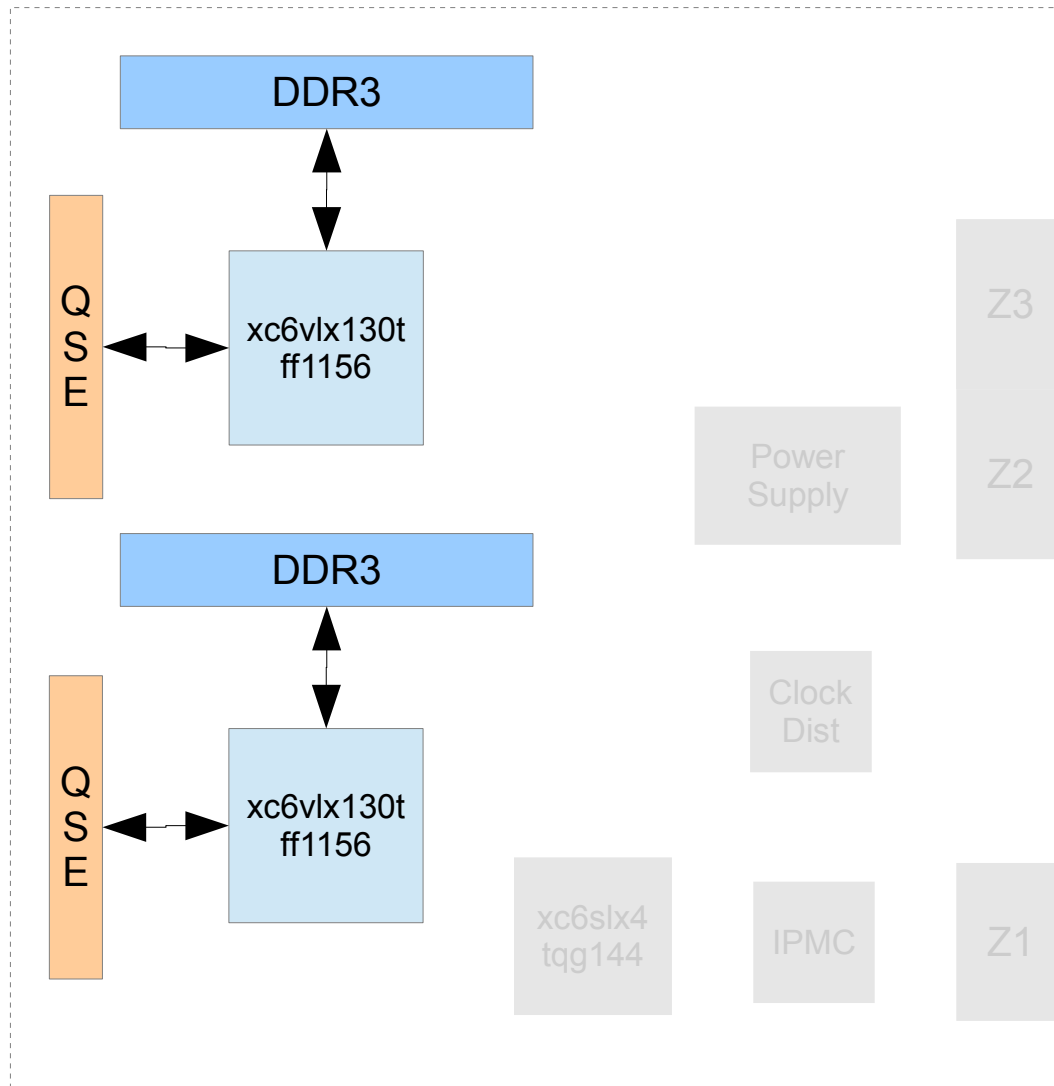 DDR3
Q
S
E
xc6vlx130t
ff1156
Z3
Power
Supply
Z2
DDR3
Q
S
E
xc6vlx130t
ff1156
Clock
Dist
xc6slx4
tqg144
IPMC
Z1